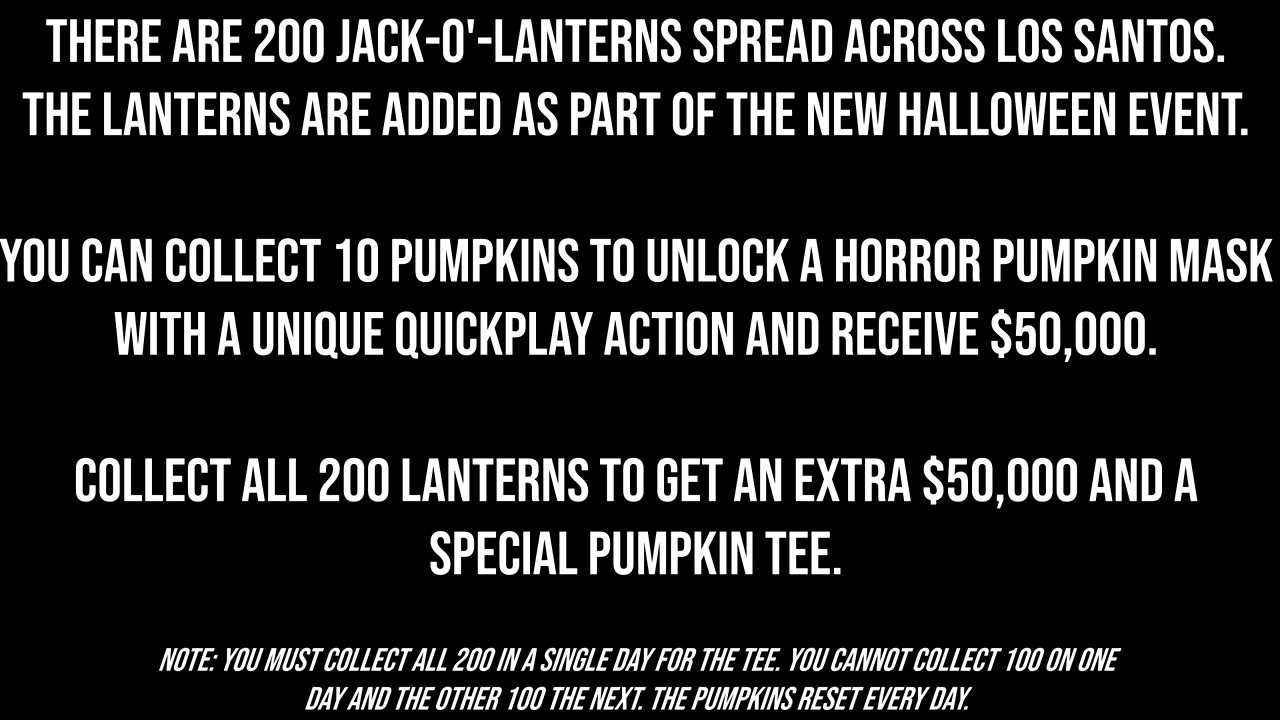 THERE ARE 200 JACK-O'-LANTERNS SPREAD ACROSS LOS SANTOS.
THE LANTERNS ARE ADDED AS PART OF THE NEW HALLOWEEN EVENT.
YOU CAN COLLECT 10 PUMPKINS TO UNLOCK A HORROR PUMPKIN MASK
WITH A UNIQUE QUICKPLAY ACTION AND RECEIVE $50,000.
COLLECT ALL 200 LANTERNS TO GET AN EXTRA $50,000 AND A
SPECIAL PUMPKIN TEE.
NOTE: YOU MUST COLLECT ALL 200 IN A SINGLE DAY FOR THE TEE. YOU CANNOT COLLECT 100 ON ONE
DAY AND THE OTHER 100 THE NEXT. THE PUMPKINS RESET EVERY DAY.